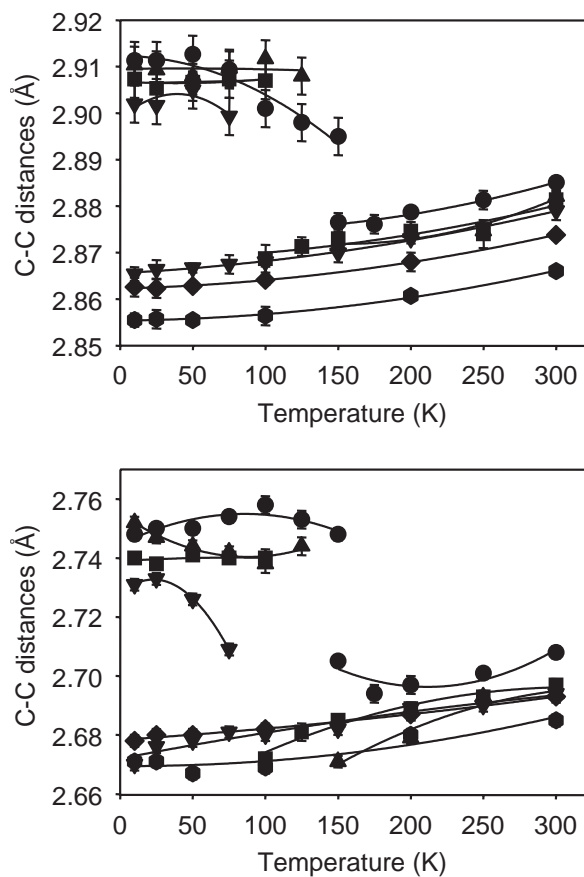 2.92
2.91
2.90
2.88
2.87
2.86
2.85
C-C distances (Å)
0 50 100 150 200 250 300
Temperature (K)
2.76
2.74
2.72
2.70
2.68
2.66
C-C distances (Å)
0 50 100 150 200 250 300
Temperature (K)